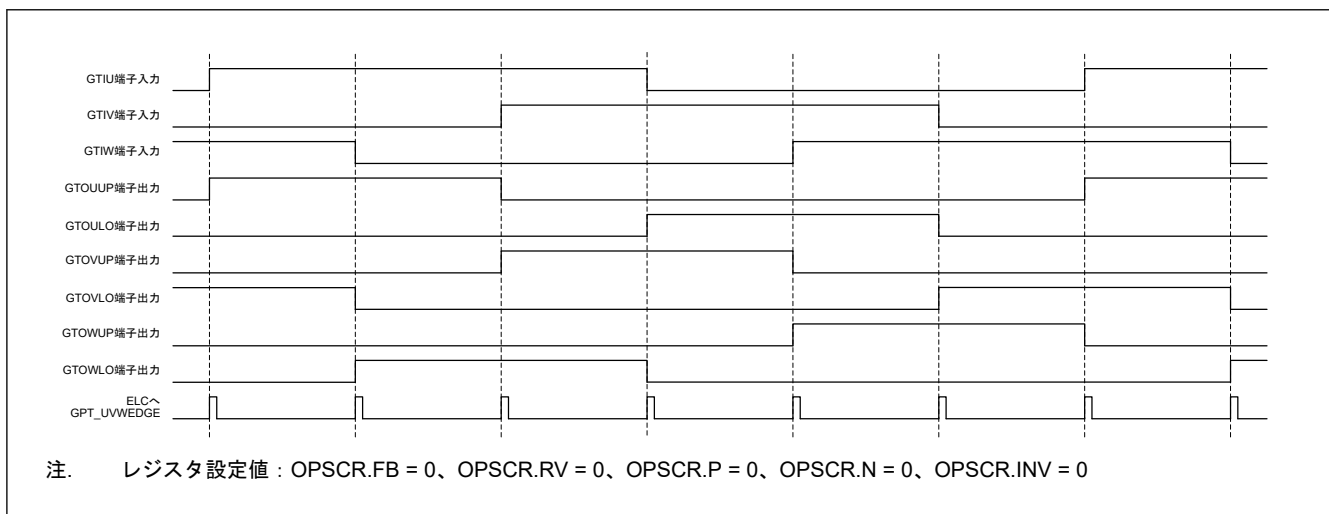 GTIU端子入力
GTIV端子入力
GTIW端子入力
GTOUUP端子出力
GTOULO端子出力
GTOVUP端子出力
GTOVLO端子出力
GTOWUP端子出力
GTOWLO端子出力
ELCへ
GPT_UVWEDGE
注. レジスタ設定値：OPSCR.FB = 0、OPSCR.RV = 0、OPSCR.P = 0、OPSCR.N = 0、OPSCR.INV = 0